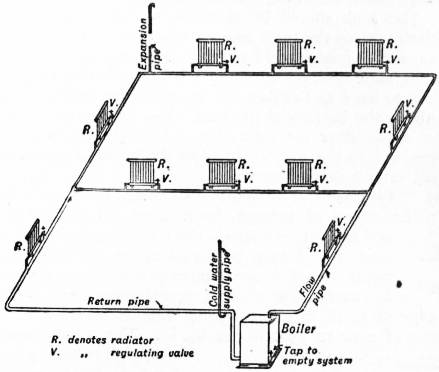 Expansion
pipe
R.
V.
R.
V.
R.
V.
V.
R.
V.
R.
R.
V.
R.
V.
R.
V.
R.
V.
R.
Cold water
supply pipe
Flow
pipe
Return pipe
Boiler
Tap to
empty system
R. denotes radiator
V. „ regulating valve